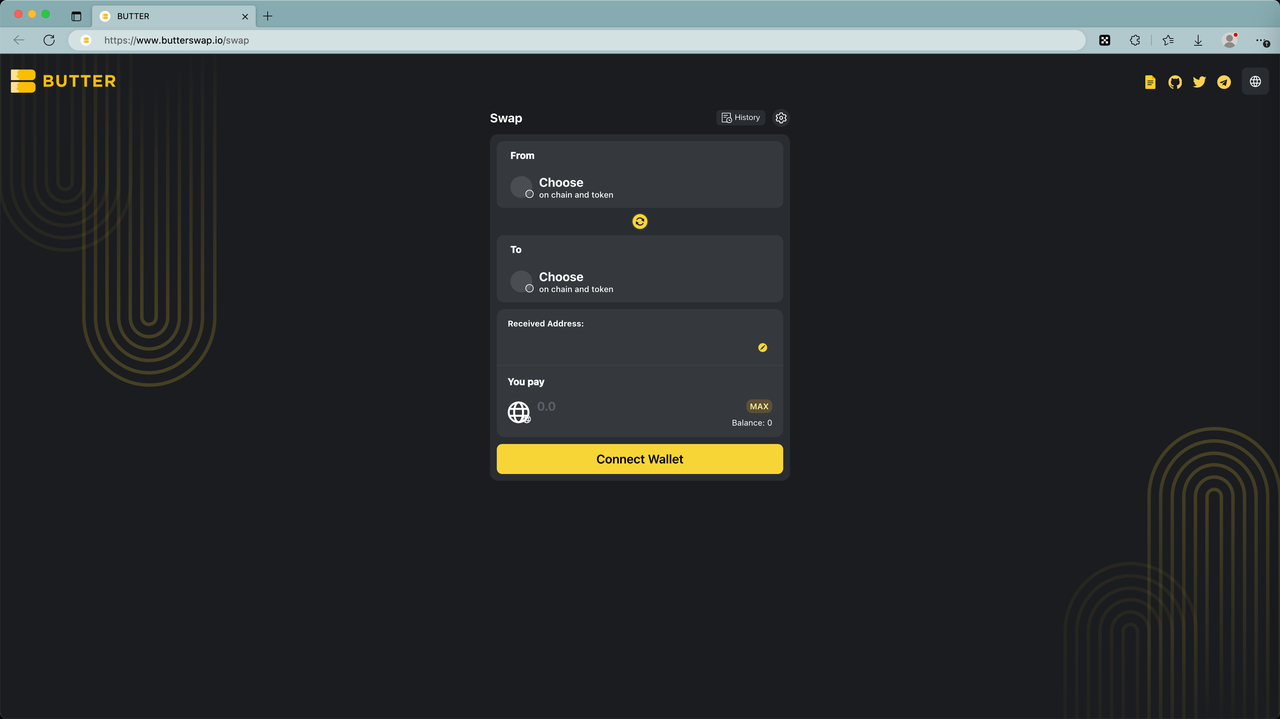 BUTTER
https://www.butterswap.io/swap
BUTTER
Swap
History
From
Choose
on chain and token
To
Choose
on chain and token
Received Address:
You pay
0.0
MAX
Balance: 0
Connect Wallet